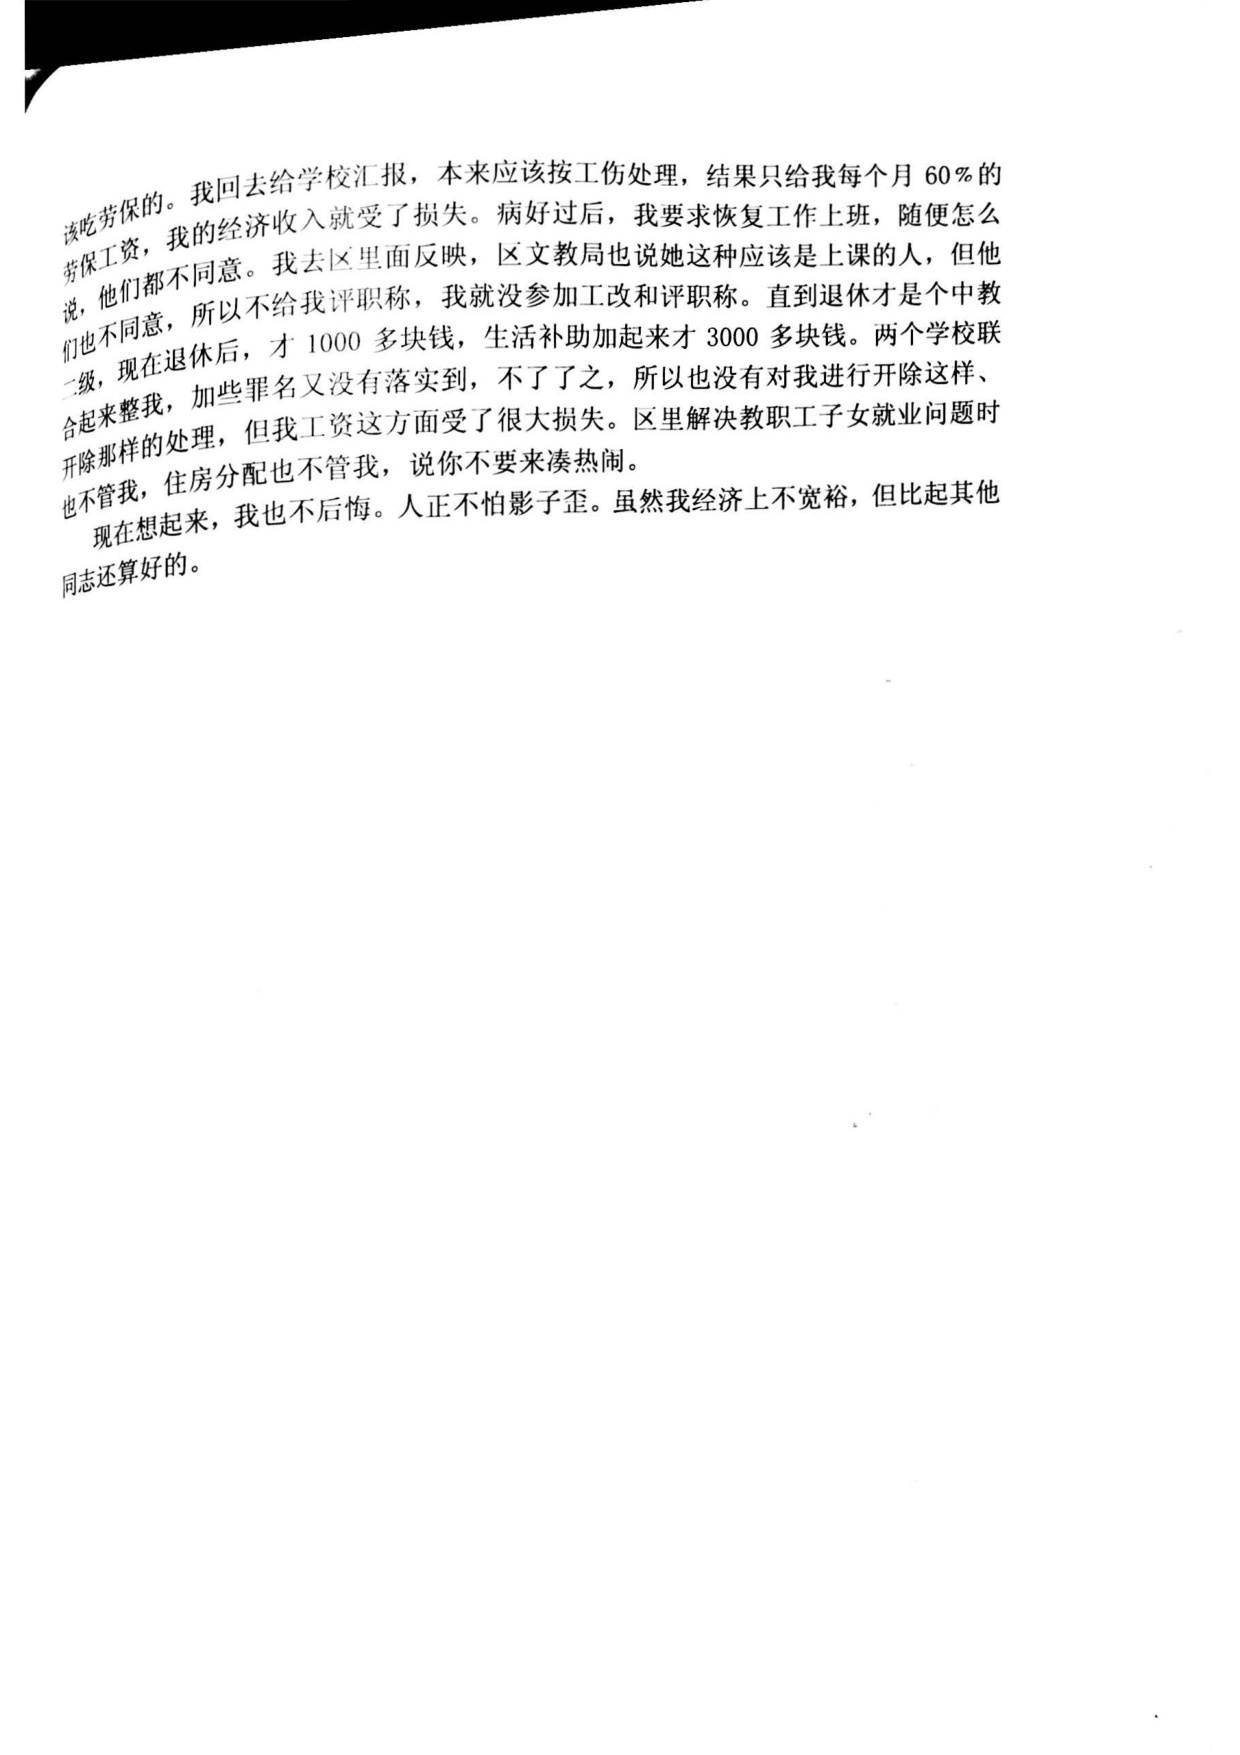 该吃劳保的。我回去给学校汇报，本来应该按工伤处理，结果只给我每个月 60%的
劳保工资，我的经济收入就受了损失。病好过后，我要求恢复工作上班，随便怎么
说，他们都不同意。我去区里面反映，区文教局也说她这种应该是上课的人，但他
们也不同意，所以不给我评职称，我就没参加工改和评职称。直到退休才是个中教
二级，现在退休后，才 1000 多块钱，生活补助加起来才 3000 多块钱。两个学校联
合起来整我，加些罪名又没有落实到，不了了之，所以也没有对我进行开除这样、
开除那样的处理，但我工资这方面受了很大损失。区里解决教职工子女就业问题时
也不管我，住房分配也不管我，说你不要来凑热闹。
现在想起来，我也不后悔。人正不怕影子歪。虽然我经济上不宽裕，但比起其他
同志还算好的。